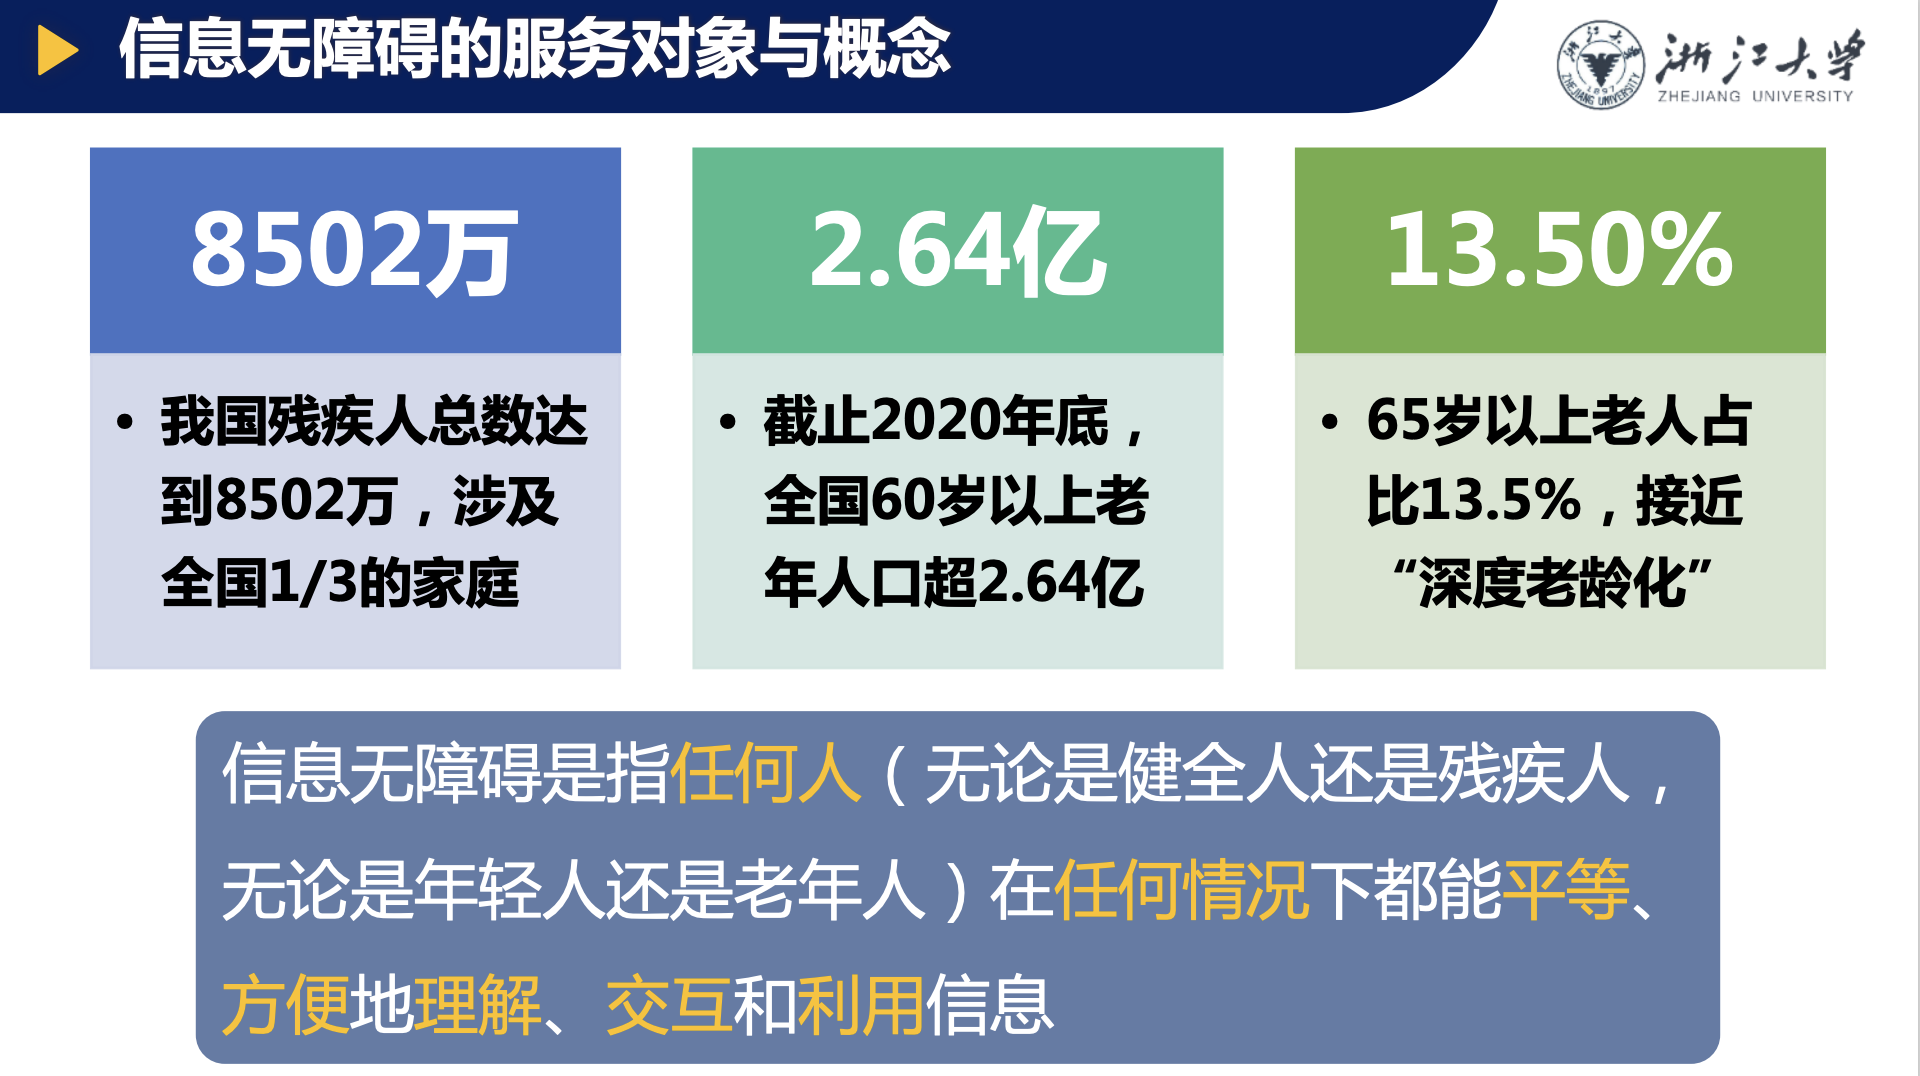 信息无障碍的服务对象与概念
浙江大学
ZHEJIANG UNIVERSITY
浙江大学
1897
ZHEJIANG UNIVERSITY
8502万
• 我国残疾人总数达
到8502万，涉及
全国1/3的家庭
2.64亿
• 截止2020年底，
全国60岁以上老
年人口超2.64亿
13.50%
• 65岁以上老人占
比13.5%，接近
“深度老龄化”
信息无障碍是指任何人（无论是健全人还是残疾人，
无论是年轻人还是老年人）在任何情况下都能平等、
方便地理解、交互和利用信息